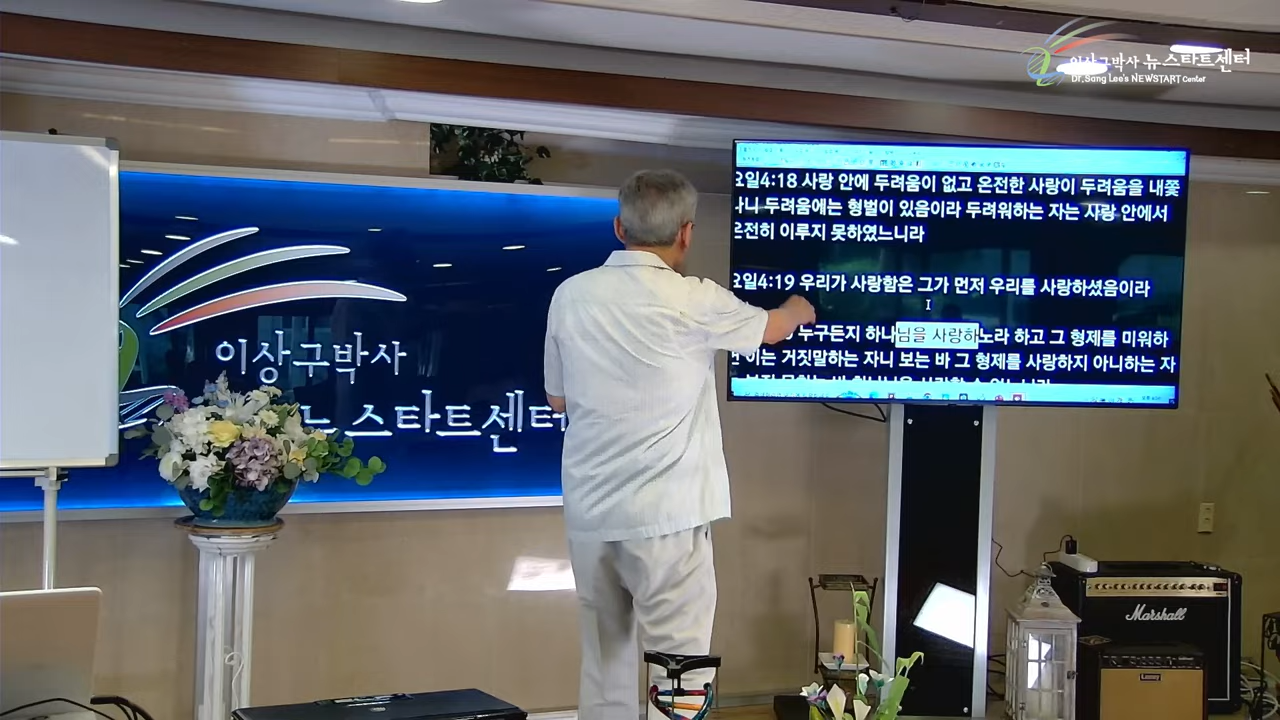 이상구박사 뉴스타트센터
Dr. Sang Lee's NEWSTART Center
이상구박사
뉴스타트센터
요일4:18 사랑 안에 두려움이 없고 온전한 사랑이 두려움을 내쫓
나니 두려움에는 형벌이 있음이라 두려워하는 자는 사랑 안에서
온전히 이루지 못하였느니라
요일4:19 우리가 사랑함은 그가 먼저 우리를 사랑하셨음이라
누구든지 하나님을 사랑하노라 하고 그 형제를 미워하
면 이는 거짓말하는 자니 보는 바 그 형제를 사랑하지 아니하는 자
Marshall
Laney